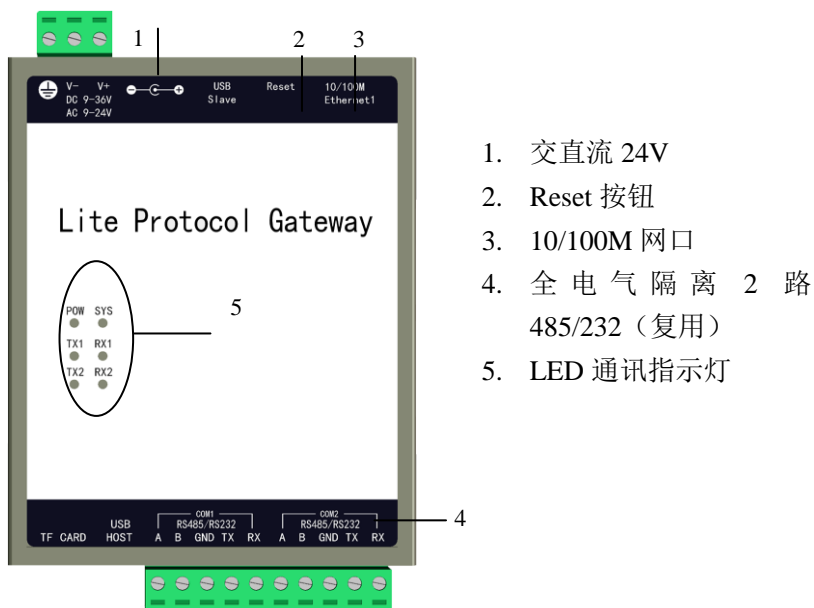 1
2
3
V- V+
DC 9-36V
AC 9-24V
USB
Slave
Reset
10/100M
Ethernet1
Lite Protocol Gateway
5
POW SYS
TX1 RX1
TX2 RX2
COM1
RS485/RS232
COM2
RS485/RS232
4
TF CARD
USB
HOST
A B GND TX RX
A B GND TX RX
1. 交直流 24V
2. Reset 按钮
3. 10/100M 网口
4. 全电气隔离 2 路
485/232（复用）
5. LED 通讯指示灯